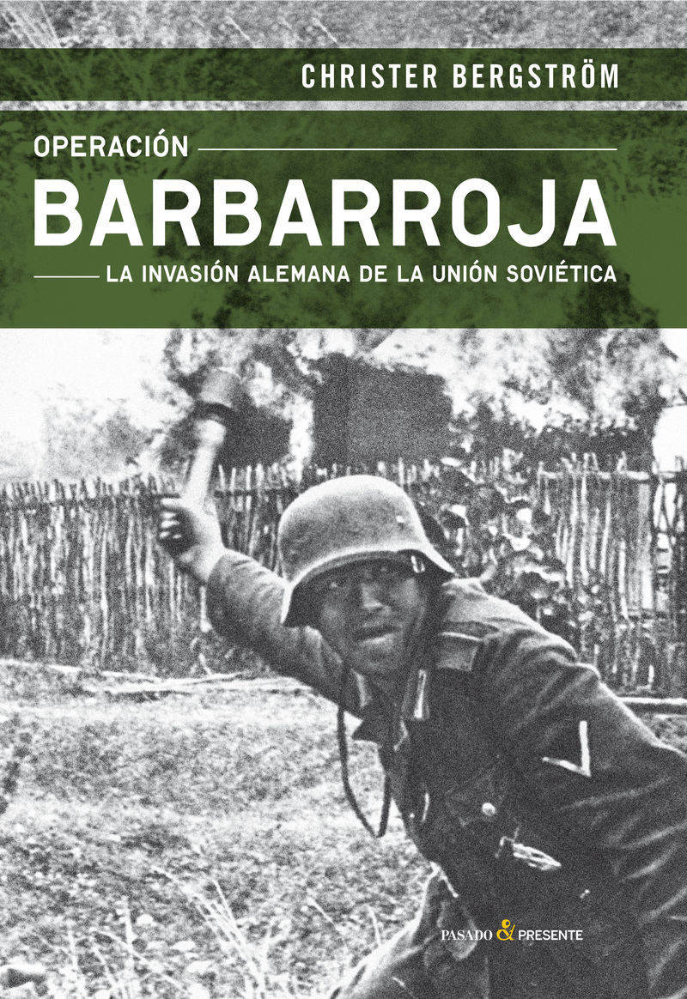 CHRISTER BERGSTRÖM
OPERACIÓN
BARBARROJA
LA INVASIÓN ALEMANA DE LA UNIÓN SOVIÉTICA
PASADO & PRESENTE